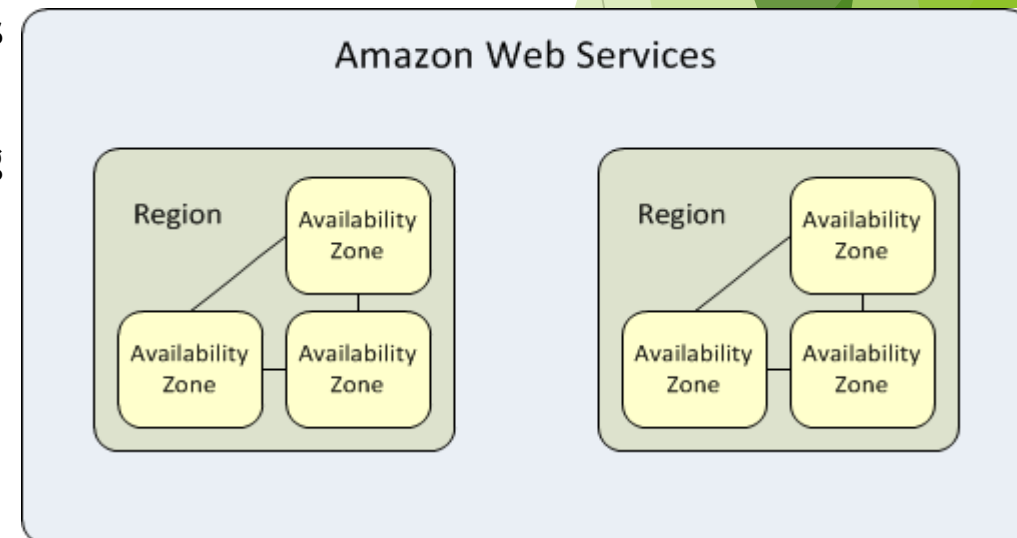 s
g
Amazon Web Services
Region
Availability
Zone
Availability
Zone
Availability
Zone
Region
Availability
Zone
Availability
Zone
Availability
Zone